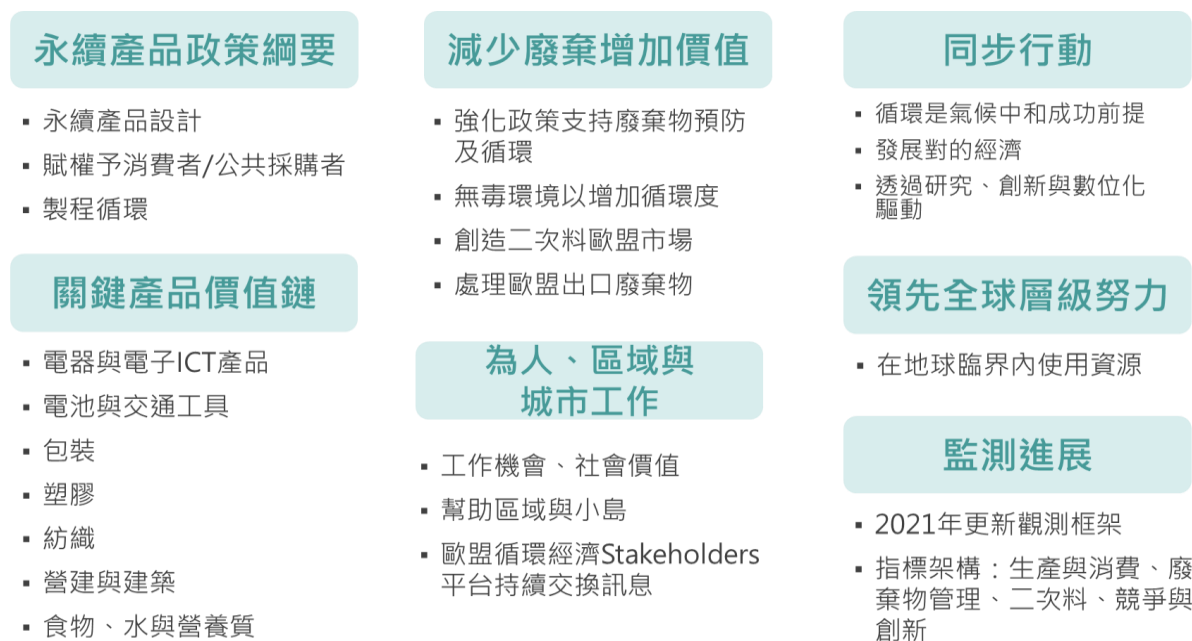 永續產品政策綱要
▪ 永續產品設計
▪ 賦權予消費者/公共採購者
▪ 製程循環
關鍵產品價值鏈
▪ 電器與電子ICT產品
▪ 電池與交通工具
▪ 包裝
▪ 塑膠
▪ 紡織
▪ 營建與建築
▪ 食物、水與營養質
減少廢棄增加價值
▪ 強化政策支持廢棄物預防
及循環
▪ 無毒環境以增加循環度
▪ 創造二次料歐盟市場
▪ 處理歐盟出口廢棄物
為人、區域與
城市工作
▪ 工作機會、社會價值
▪ 幫助區域與小島
▪ 歐盟循環經濟Stakeholders
平台持續交換訊息
同步行動
▪ 循環是氣候中和成功前提
▪ 發展對的經濟
▪ 透過研究、創新與數位化
驅動
領先全球層級努力
▪ 在地球臨界內使用資源
監測進展
▪ 2021年更新觀測框架
▪ 指標架構：生產與消費、廢
棄物管理、二次料、競爭與
創新